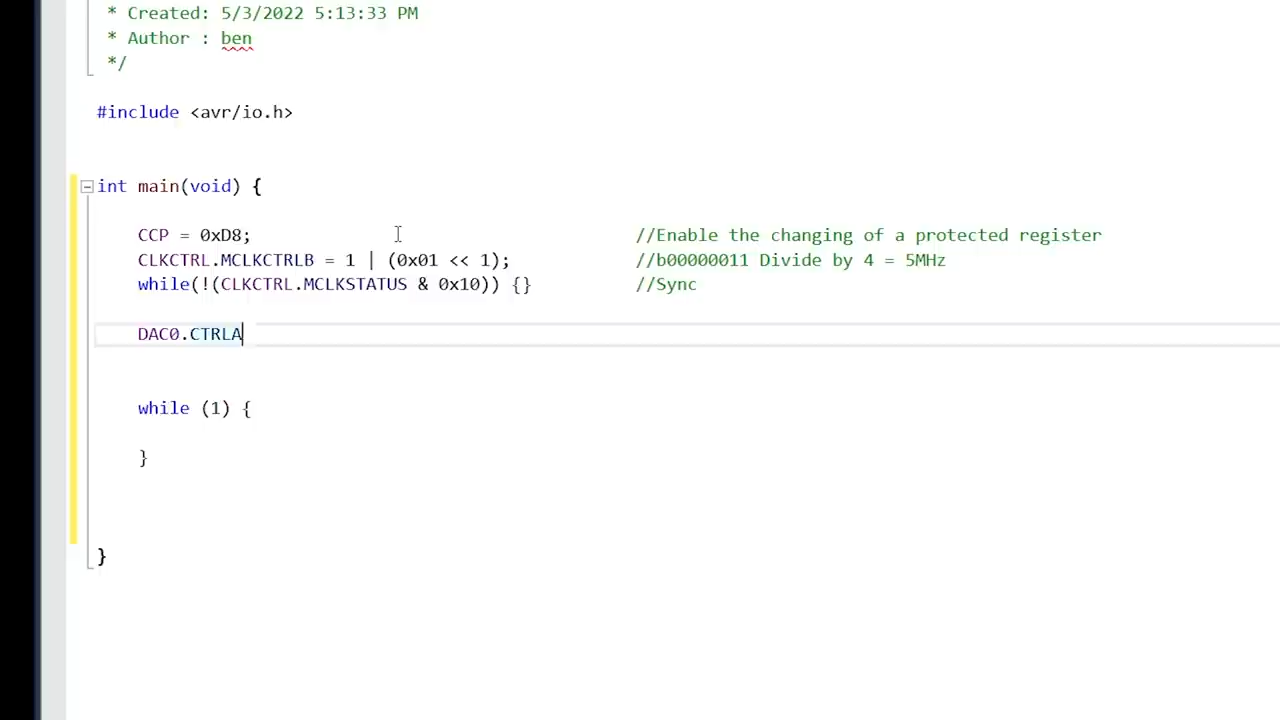 * Created: 5/3/2022 5:13:33 PM
* Author : ben
*/
#include <avr/io.h>
int main(void) {
CCP = 0xD8; //Enable the changing of a protected register
CLKCTRL.MCLKCTRLB = 1 | (0x01 << 1); //b00000011 Divide by 4 = 5MHz
while(!(CLKCTRL.MCLKSTATUS & 0x10)) {} //Sync
DAC0.CTRLA
while (1) {
}
}